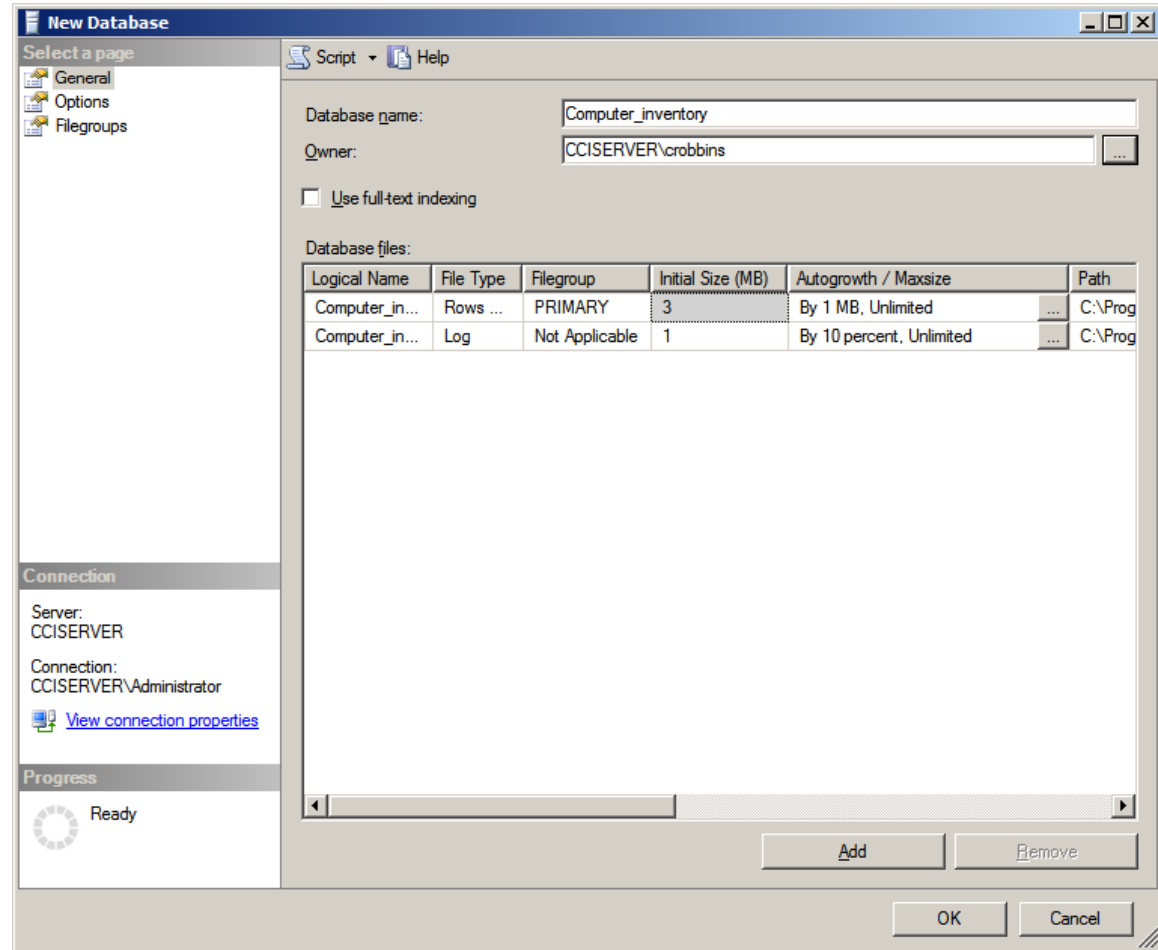 New Database
Select a page
General
Options
Filegroups
Script Help
Database name: Computer_inventory
Owner: CCISERVER\crobbins ...
Use full-text indexing
Database files:
Logical Name File Type Filegroup Initial Size (MB) Autogrowth / Maxsize Path
Computer_in... Rows ... PRIMARY 3 By 1 MB, Unlimited ... C:\Prog
Computer_in... Log Not Applicable 1 By 10 percent, Unlimited ... C:\Prog
Connection
Server:
CCISERVER
Connection:
CCISERVER\Administrator
View connection properties
Progress
Ready
Add Remove
OK Cancel